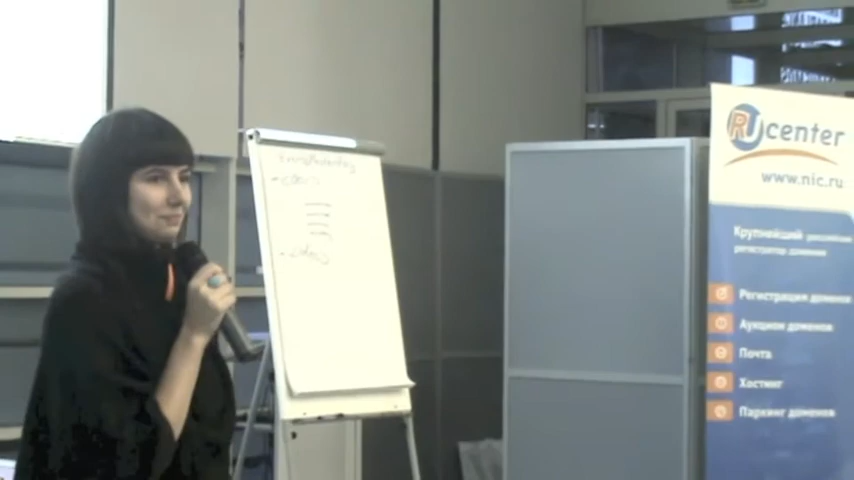 RU center
www.nic.ru
Крупнейший российский
регистратор доменов
Регистрация доменов
Аукцион доменов
Почта
Хостинг
Паркинг доменов